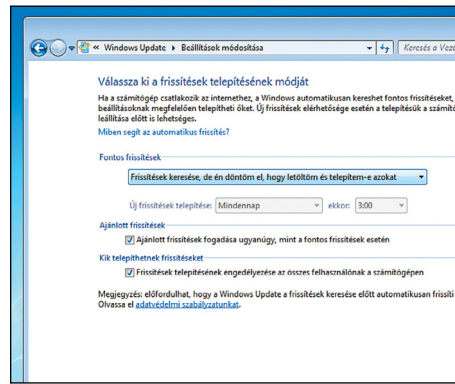 « Windows Update ▸ Beállítások módosítása
Keresés a Vez
Válassza ki a frissítések telepítésének módját
Ha a számítógép csatlakozik az internethez, a Windows automatikusan kereshet fontos frissítéseket,
beállításoknak megfelelően telepítheti őket. Új frissítések elérhetősége esetén a telepítésük a számító
leállítása előtt is lehetséges.
Miben segít az automatikus frissítés?
Fontos frissítések
Frissítések keresése, de én döntöm el, hogy letöltöm és telepítem-e azokat
Új frissítések telepítése: Mindennap ekkor: 3:00
Ajánlott frissítések
Ajánlott frissítések fogadása ugyanúgy, mint a fontos frissítések esetén
Kik telepíthetnek frissítéseket
Frissítések telepítésének engedélyezése az összes felhasználónak a számítógépen
Megjegyzés: előfordulhat, hogy a Windows Update a frissítések keresése előtt automatikusan frissíti
Olvassa el adatvédelmi szabályzatunkat.